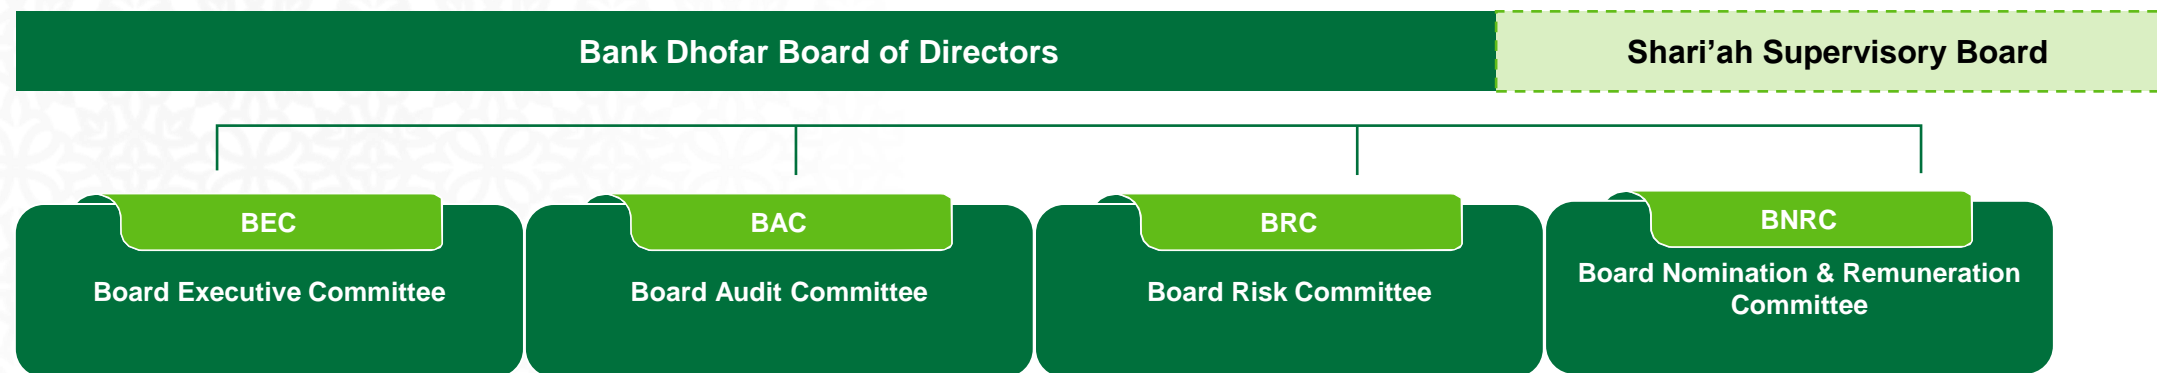 Bank Dhofar Board of Directors
Shari’ah Supervisory Board
BEC
Board Executive Committee
BAC
Board Audit Committee
BRC
Board Risk Committee
BNRC
Board Nomination & Remuneration
Committee